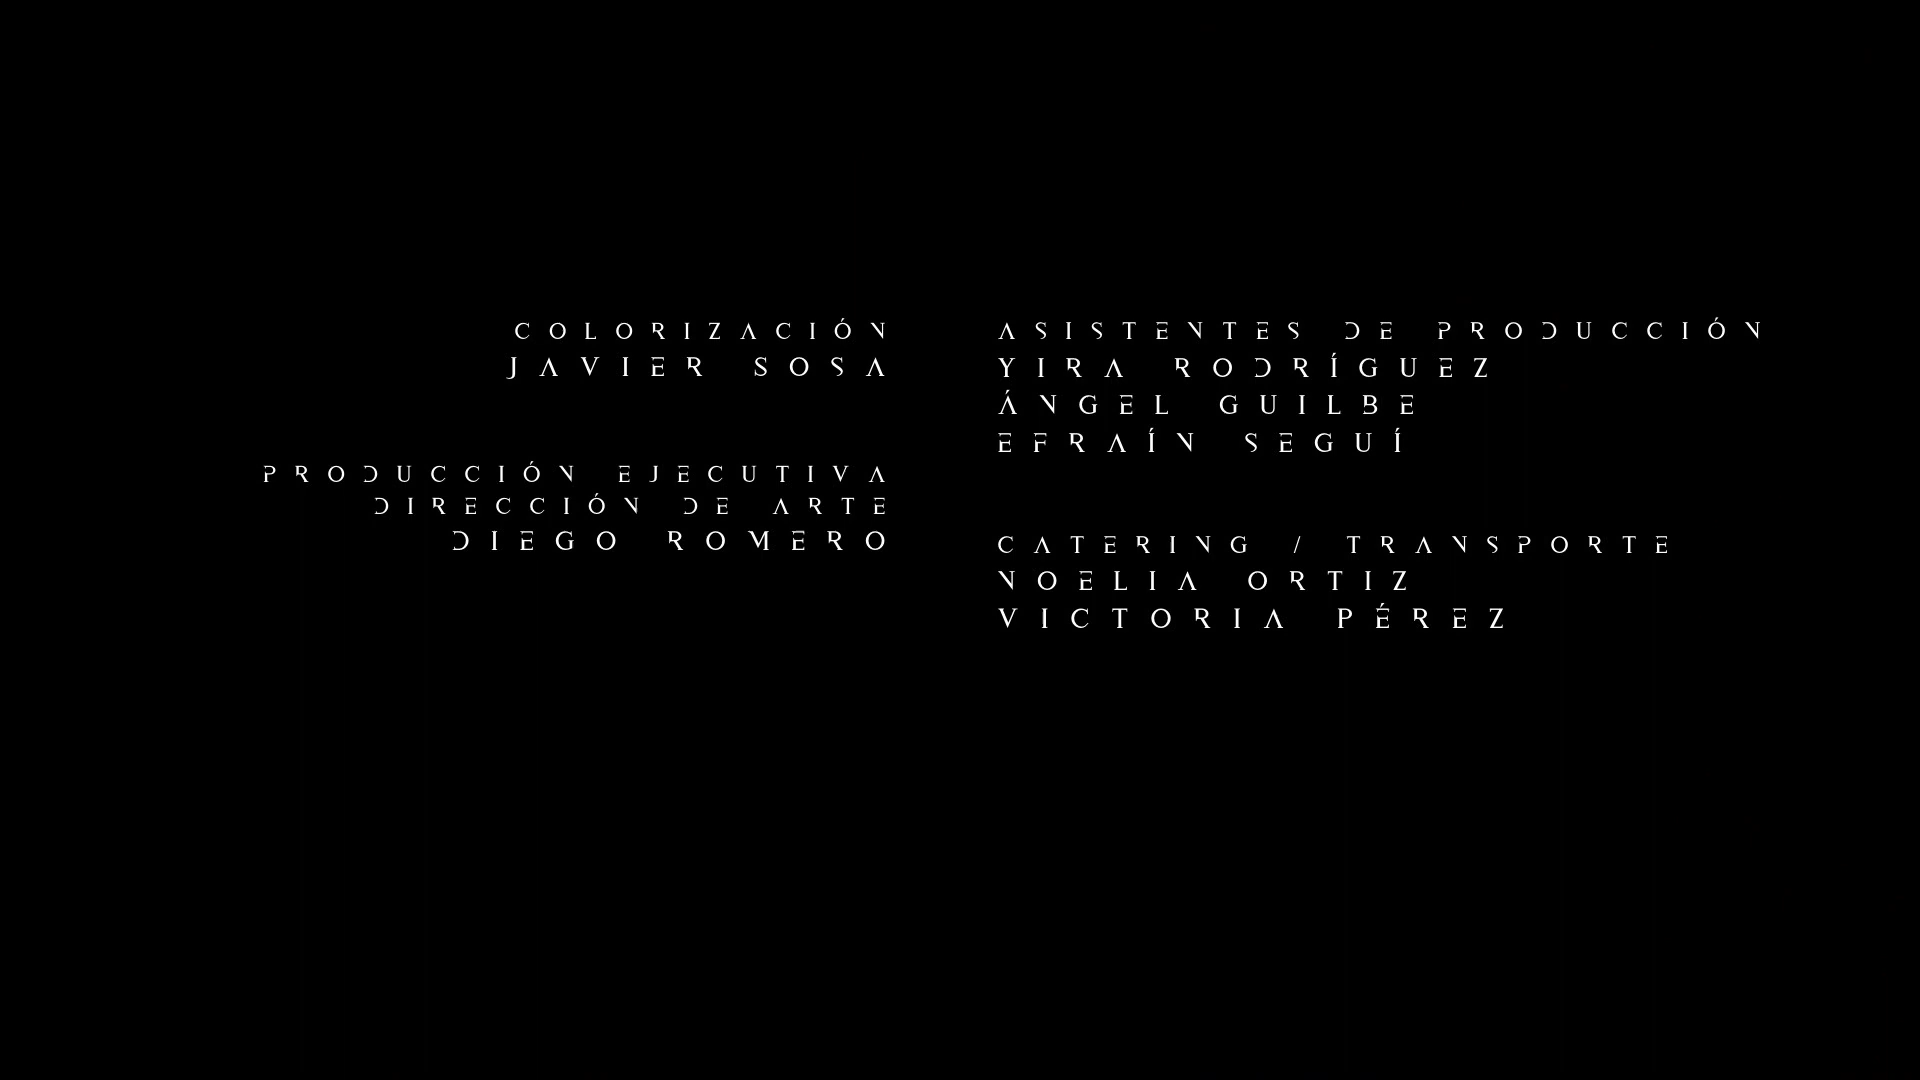 COLORIZACIÓN
JAVIER SOSA
PRODUCCIÓN EJECUTIVA
DIRECCIÓN DE ARTE
DIEGO ROMERO
ASISTENTES DE PRODUCCIÓN
YIRA RODRÍGUEZ
ÁNGEL GUILBE
EFRAÍN SEGUÍ
CATERING / TRANSPORTE
NOELIA ORTIZ
VICTORIA PÉREZ